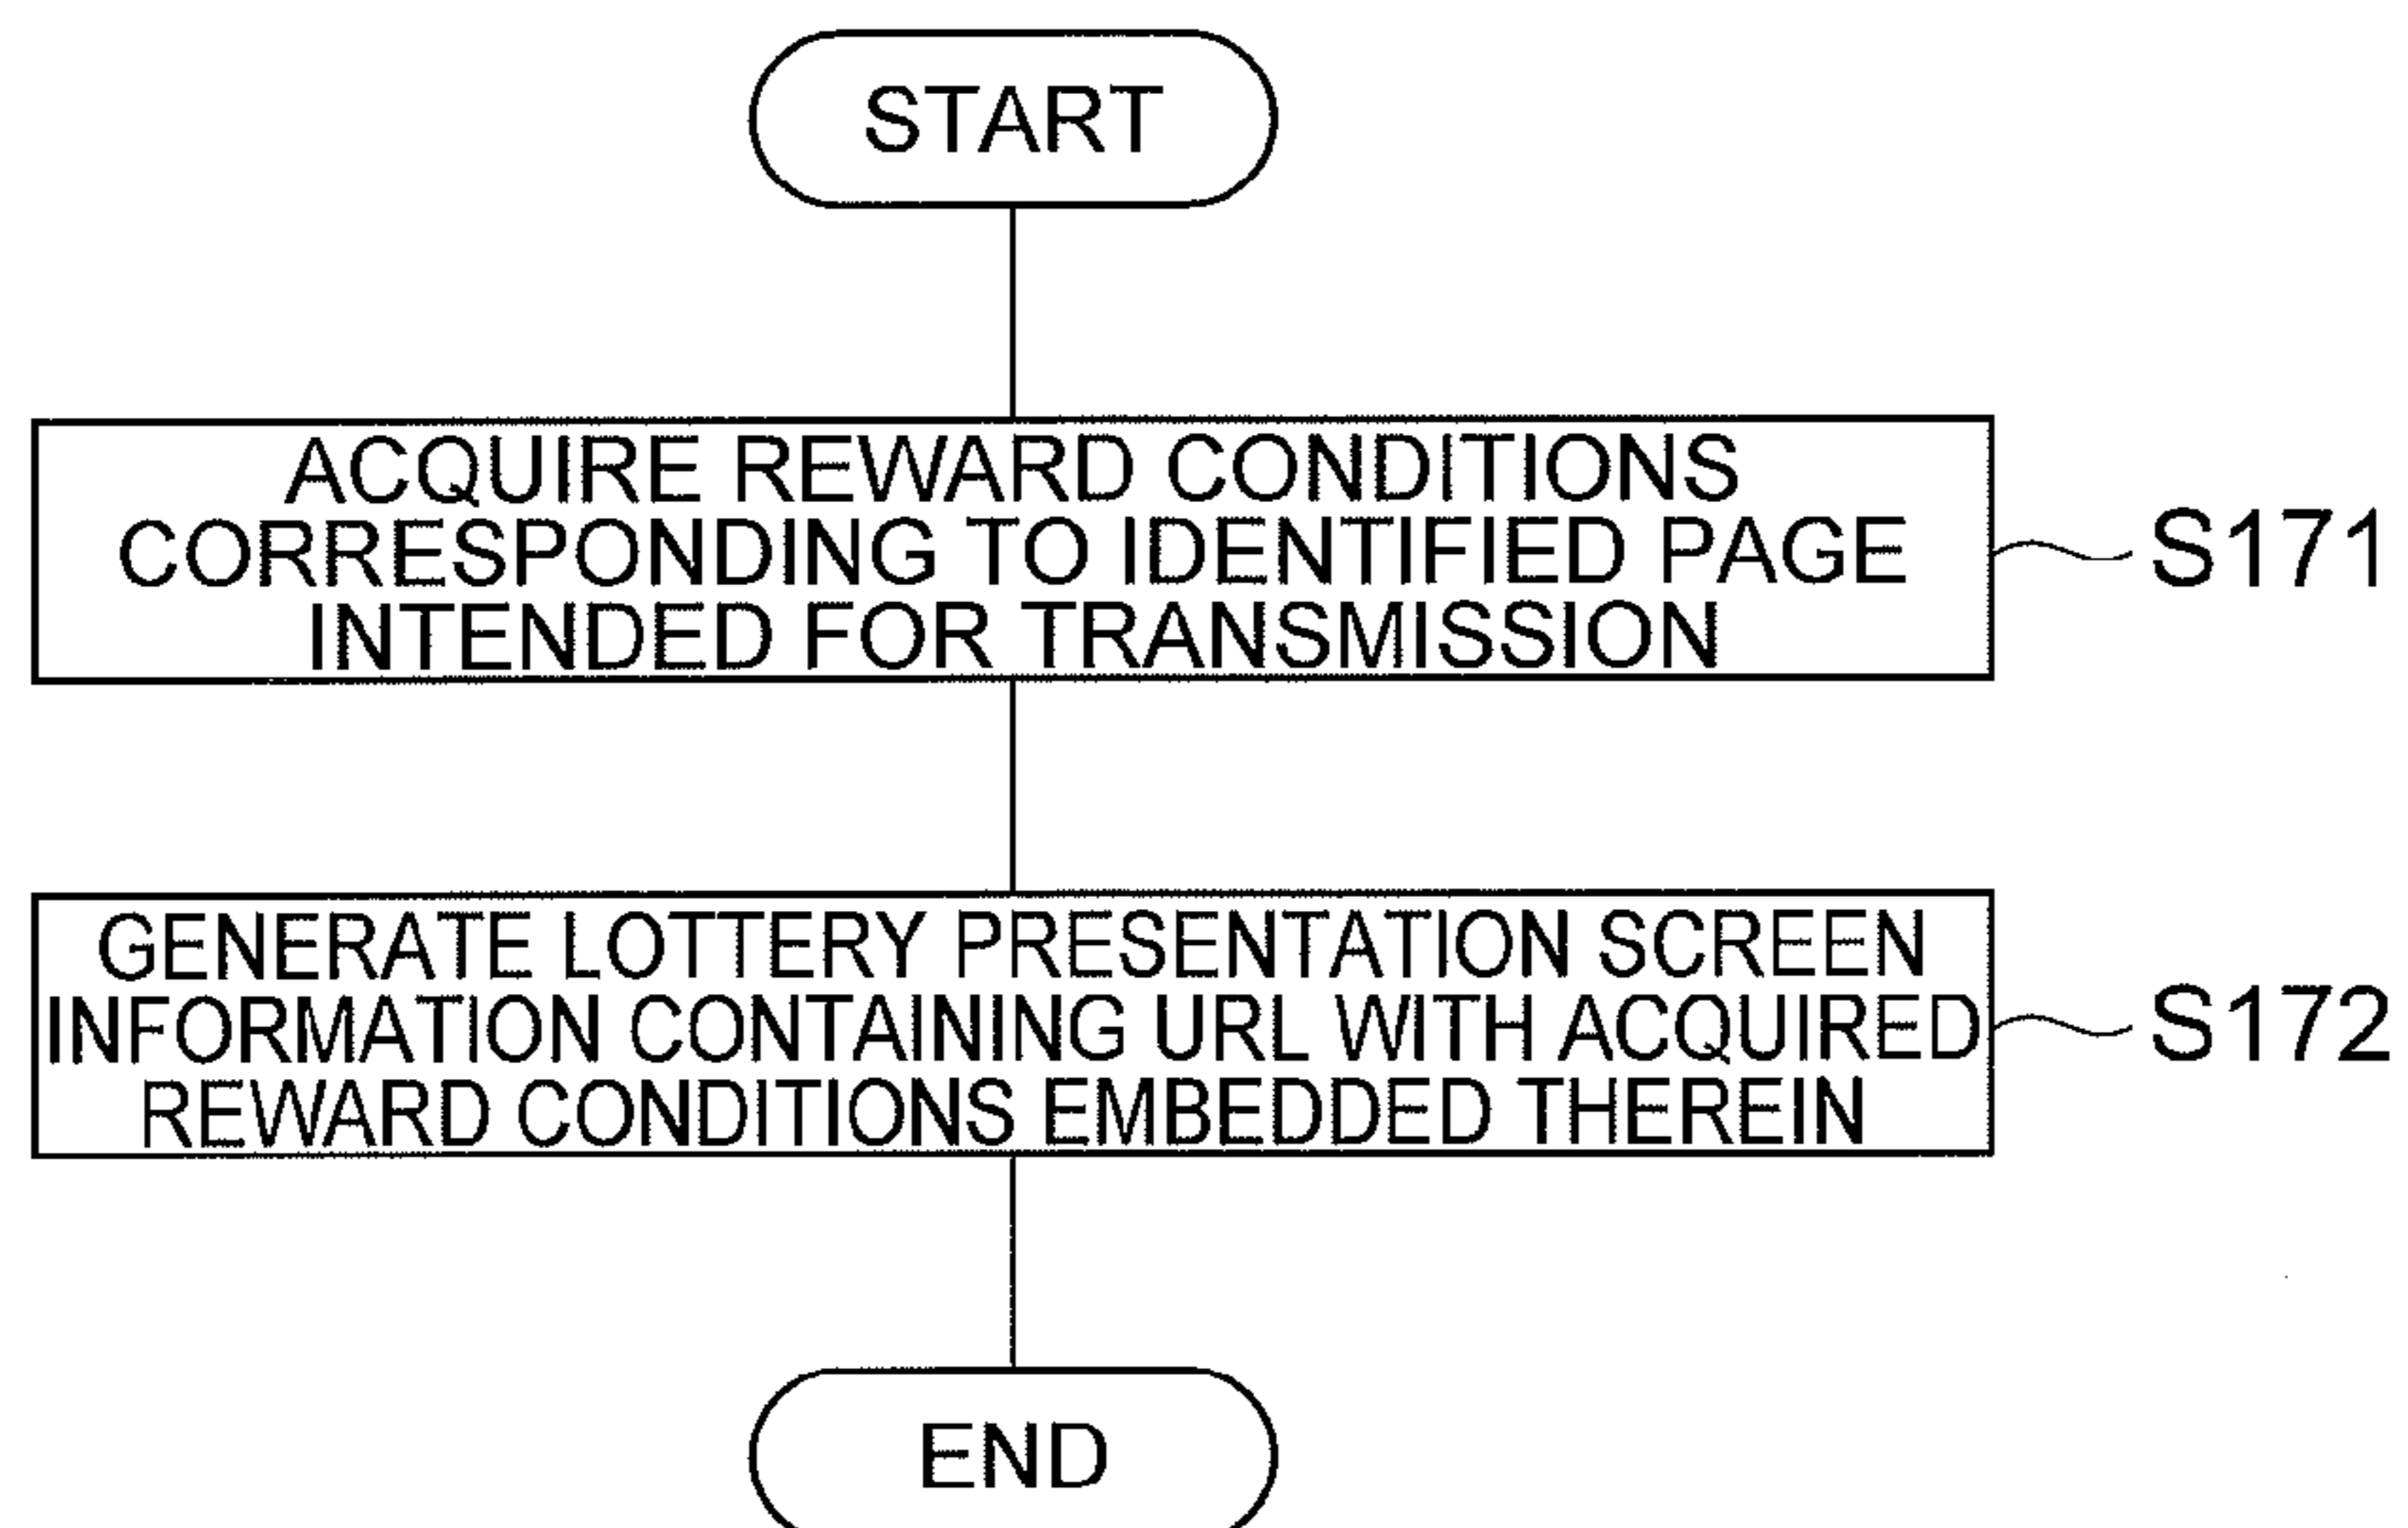 START
ACQUIRE REWARD CONDITIONS
CORRESPONDING TO IDENTIFIED PAGE
INTENDED FOR TRANSMISSION
S171
GENERATE LOTTERY PRESENTATION SCREEN
INFORMATION CONTAINING URL WITH ACQUIRED
REWARD CONDITIONS EMBEDDED THEREIN
S172
END